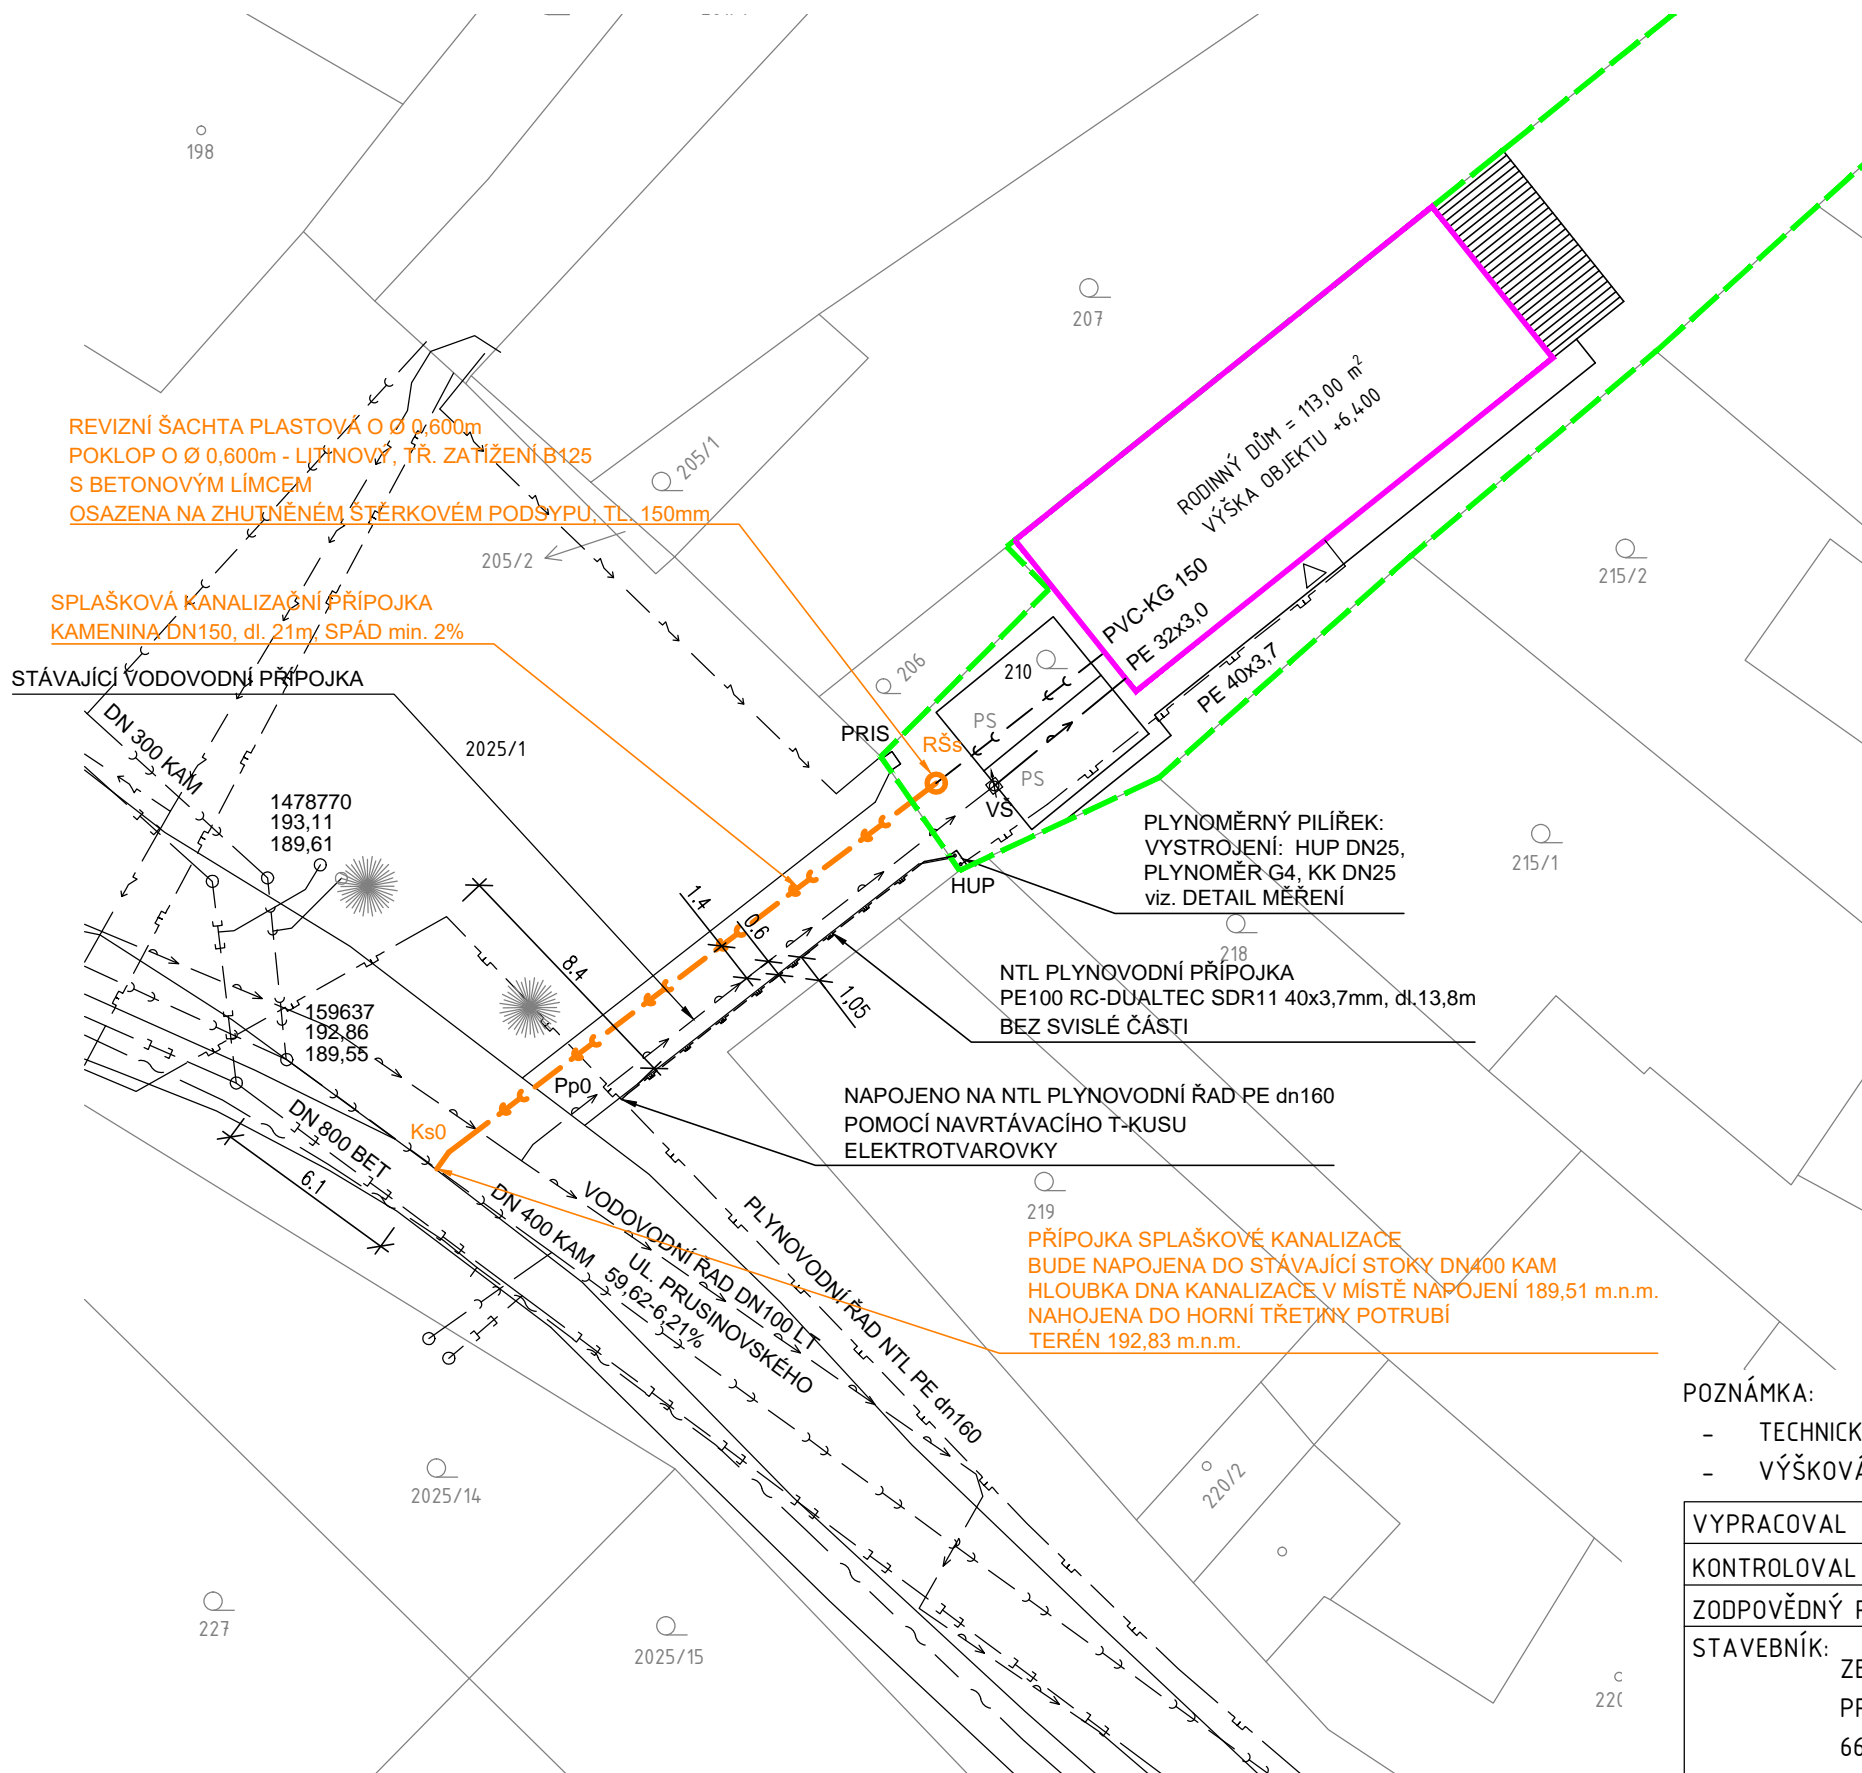 198
207
REVIZNÍ ŠACHTA PLASTOVÁ O Ø 0,600m
POKLOP O Ø 0,600m - LITINOVÝ, TŘ. ZATÍŽENÍ B125
S BETONOVÝM LÍMCEM
OSAZENA NA ZHUTNĚNÉM ŠTĚRKOVÉM PODSYPU, TL. 150mm
205/1
205/2
RODINNÝ DŮM = 113,00 m²
VÝŠKA OBJEKTU +6,400
215/2
SPLAŠKOVÁ KANALIZAČNÍ PŘÍPOJKA
KAMENINA DN150, dl. 21m, SPÁD min. 2%
STÁVAJÍCÍ VODOVODNÍ PŘÍPOJKA
PVC-KG 150
PE 32x3,0
PE 40x3,7
206
210
PS
PS
PRIS
RŠs
VŠ
HUP
DN 300 KAM
2025/1
1478770
193,11
189,61
PLYNOMĚRNÝ PILÍŘEK:
VYSTROJENÍ: HUP DN25,
PLYNOMĚR G4, KK DN25
viz. DETAIL MĚŘENÍ
215/1
218
1.4
0.6
8.4
1,05
NTL PLYNOVODNÍ PŘÍPOJKA
PE100 RC-DUALTEC SDR11 40x3,7mm, dl.13,8m
BEZ SVISLÉ ČÁSTI
159637
192,86
189,55
Pp0
NAPOJENO NA NTL PLYNOVODNÍ ŘAD PE dn160
POMOCÍ NAVRTÁVACÍHO T-KUSU
ELEKTROTVAROVKY
Ks0
DN 800 BET
6.1
DN 400 KAM
59,62-6,21%
VODOVODNÍ ŘAD DN100 LT
UL. PRUSINOVSKÉHO
PLYNOVODNÍ ŘAD NTL PE dn160
219
PŘÍPOJKA SPLAŠKOVÉ KANALIZACE
BUDE NAPOJENA DO STÁVAJÍCÍ STOKY DN400 KAM
HLOUBKA DNA KANALIZACE V MÍSTĚ NAPOJENÍ 189,51 m.n.m.
NAHOJENA DO HORNÍ TŘETINY POTRUBÍ
TERÉN 192,83 m.n.m.
2025/14
220/2
227
2025/15
220
POZNÁMKA:
- TECHNICK
- VÝŠKOVÁ
VYPRACOVAL
KONTROLOVAL
ZODPOVĚDNÝ
STAVEBNÍK:
66